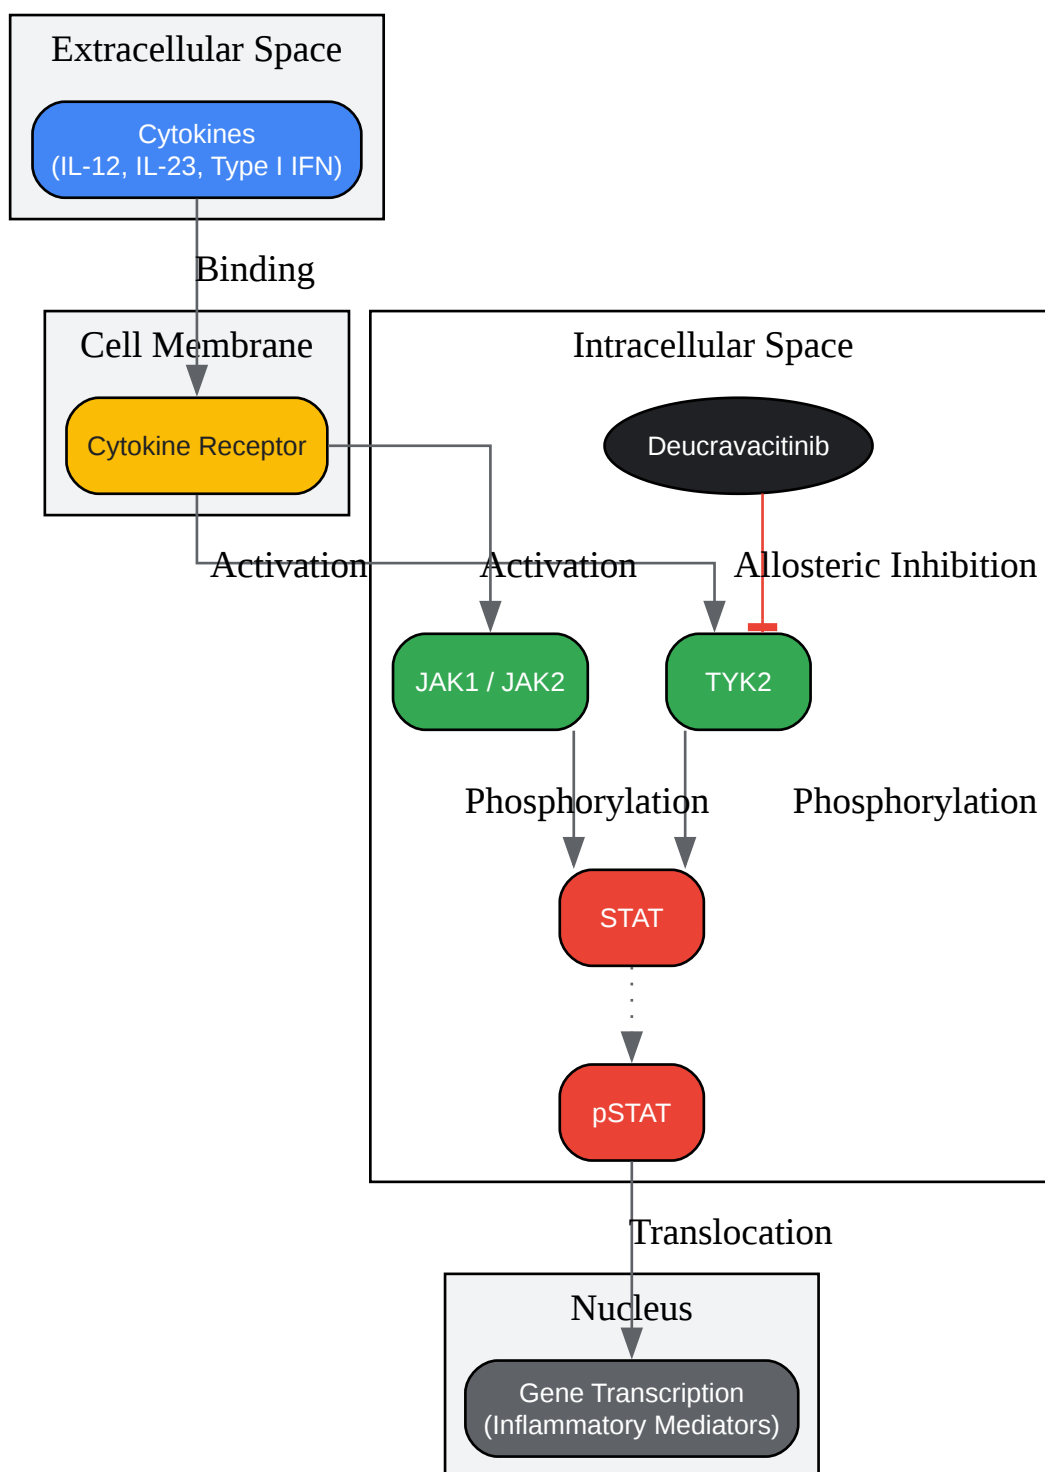 Extracellular Space
Cytokines
(IL-12, IL-23, Type I IFN)
Binding
Cell Membrane
Intracellular Space
Cytokine Receptor
Deucravacitinib
Activation
Activation
Allosteric Inhibition
JAK1 / JAK2
TYK2
Phosphorylation
Phosphorylation
STAT
pSTAT
Translocation
Nucleus
Gene Transcription
(Inflammatory Mediators)